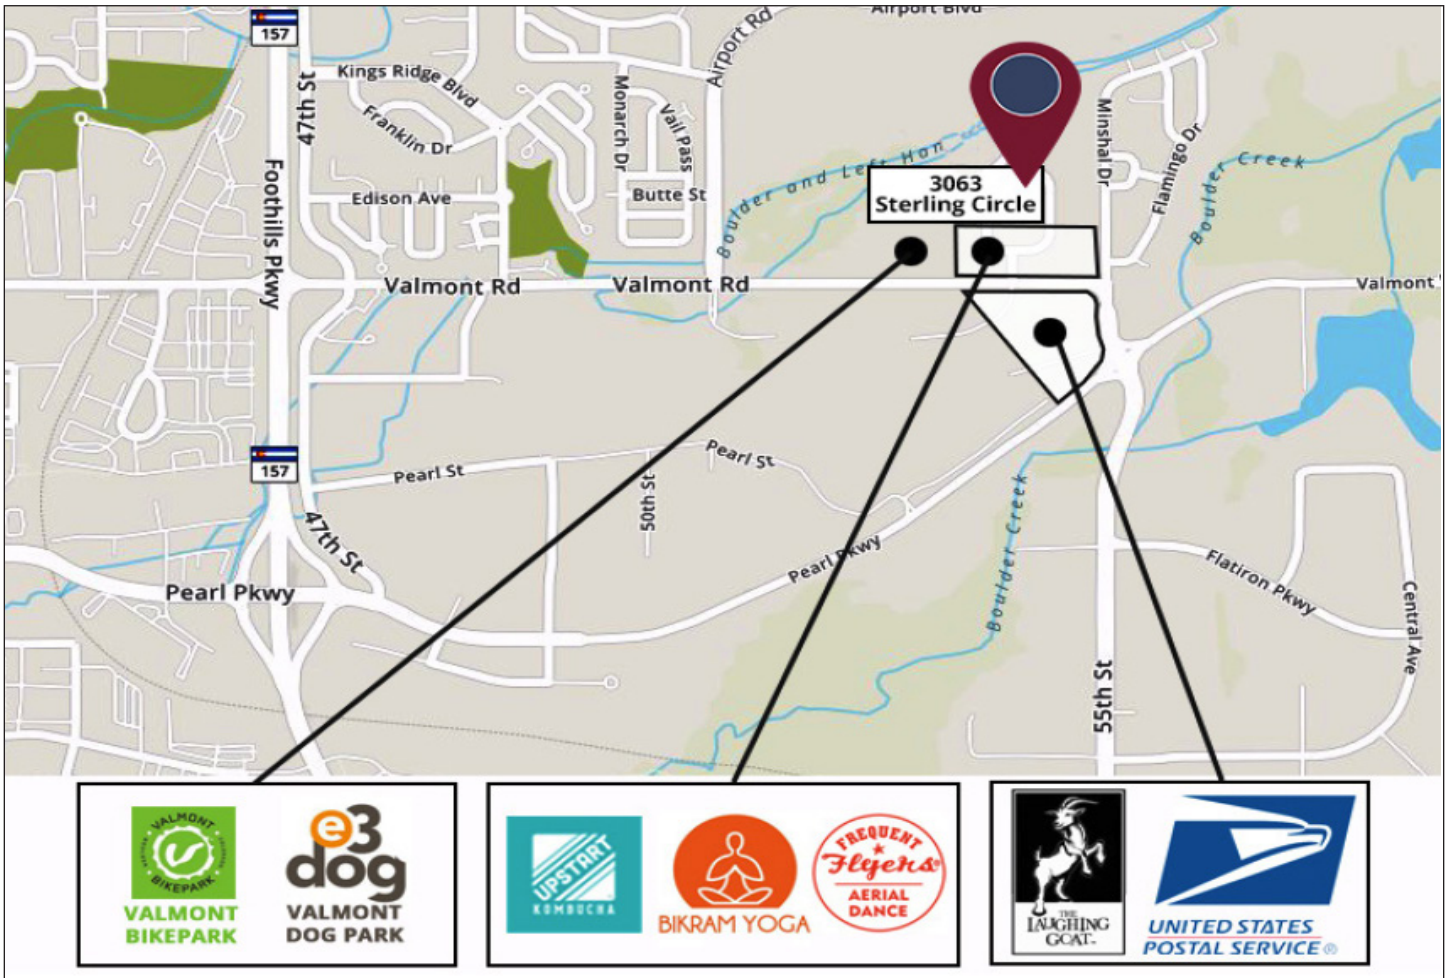 Airport Blvd
157
Kings Ridge Blvd
47th St
Airport Rd
Monarch Dr
Vail Pass
Franklin Dr
Minshal Dr
Flamingo Dr
Boulder Creek
Foothills Pkwy
Edison Ave
Butte St
Boulder and Left Han
3063
Sterling Circle
Valmont Rd
Valmont Rd
Valmont
157
Pearl St
Pearl St
50th St
47th St
Pearl Pkwy
Pearl Pkwy
Boulder Creek
Flatiron Pkwy
Central Ave
55th St
VALMONT
BIKEPARK
VALMONT
BIKEPARK
e3
dog
VALMONT
DOG PARK
UPSTART
KOMBUCHA
BIKRAM YOGA
FREQUENT
Flyers®
AERIAL
DANCE
THE
LAUGHING
GOAT™
UNITED STATES
POSTAL SERVICE ®